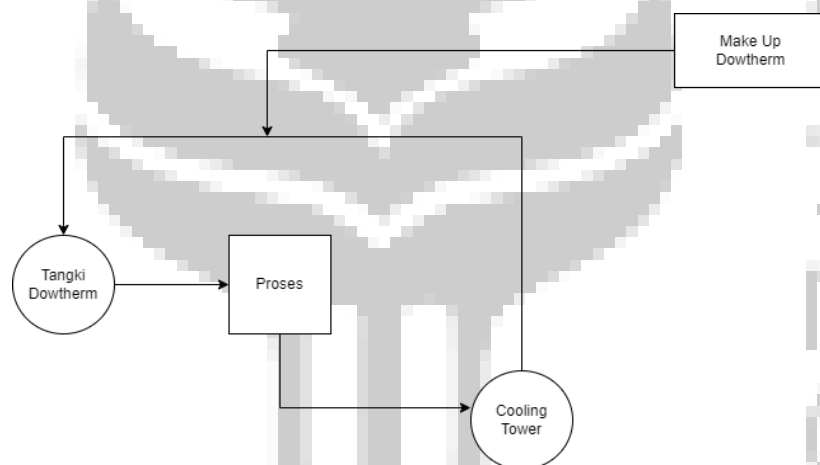 Make Up
Dowtherm
Tangki
Dowtherm
Proses
Cooling
Tower